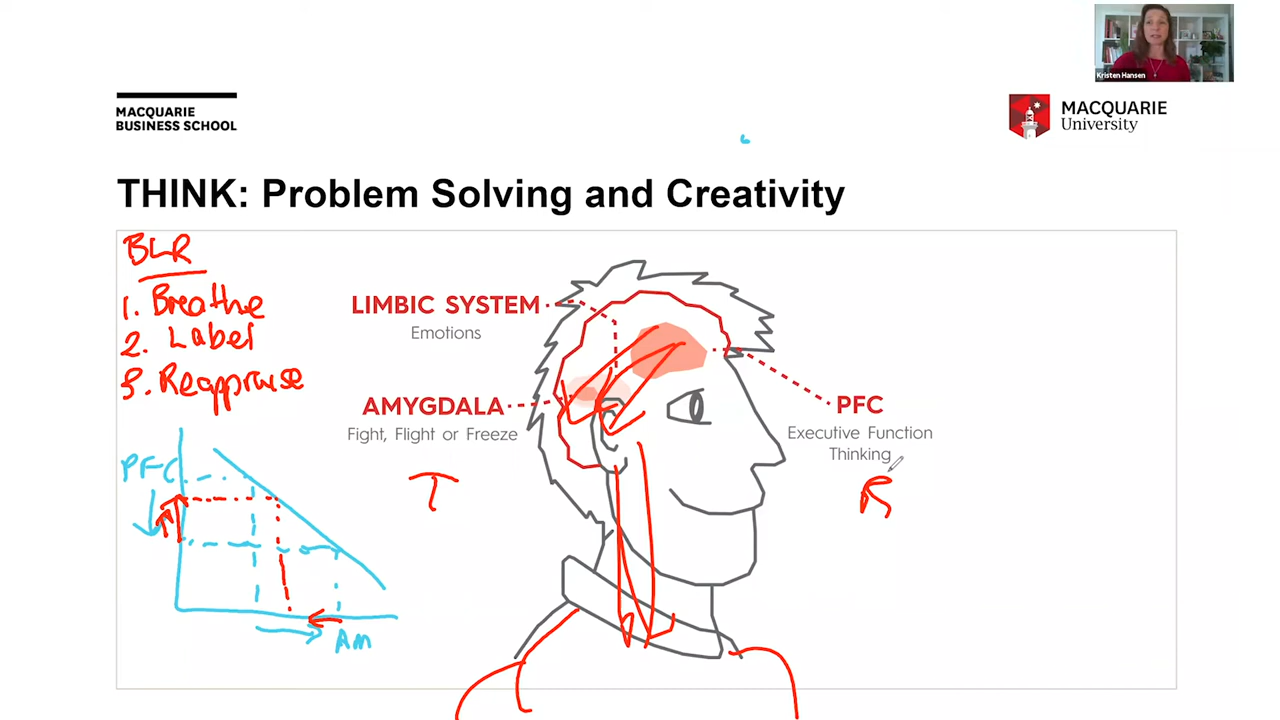 Kristen Hansen
MACQUARIE
BUSINESS SCHOOL
MACQUARIE
University
THINK: Problem Solving and Creativity
BLR
1. Breathe
2. Label
3. Reappraise
LIMBIC SYSTEM
Emotions
AMYGDALA
Fight, Flight or Freeze
PFC
Executive Function
Thinking
T
R
PFC
Am